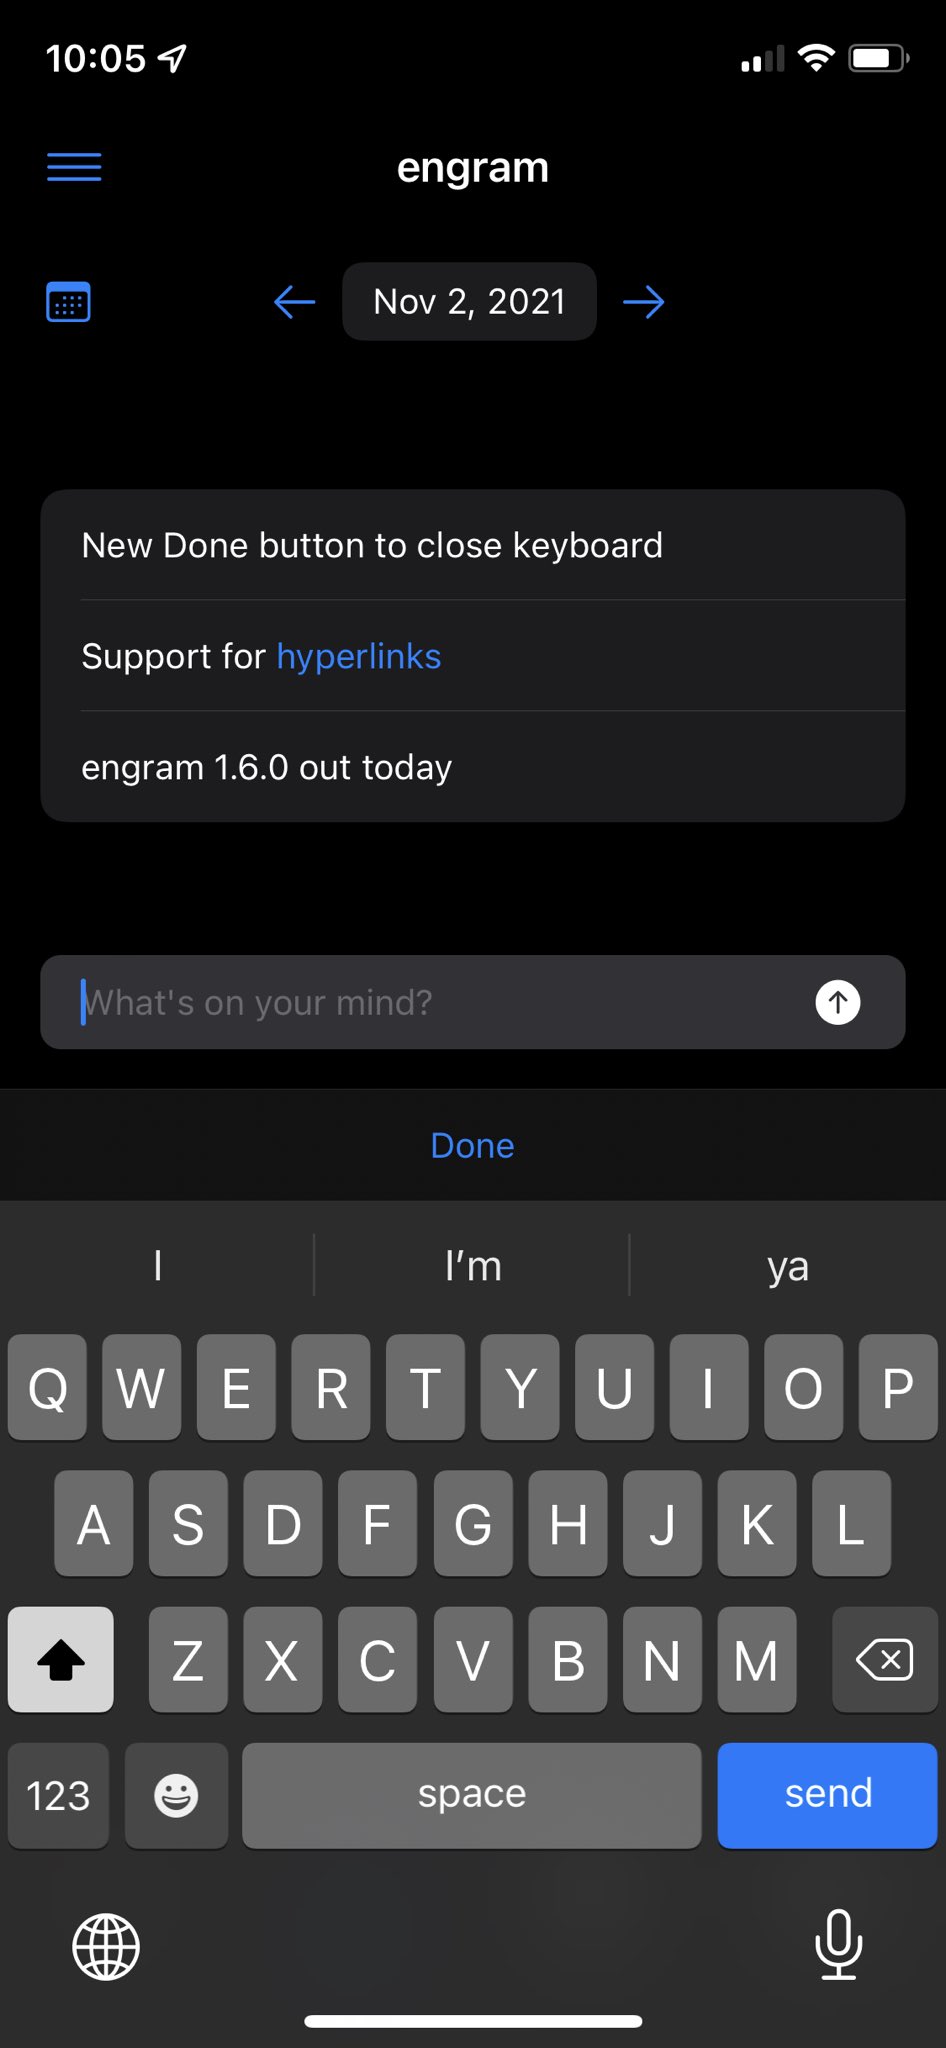 10:05
engram
Nov 2, 2021
New Done button to close keyboard
Support for hyperlinks
engram 1.6.0 out today
What's on your mind?
Done
I I’m ya
Q W E R T Y U I O P
A S D F G H J K L
Z X C V B N M
123 space send